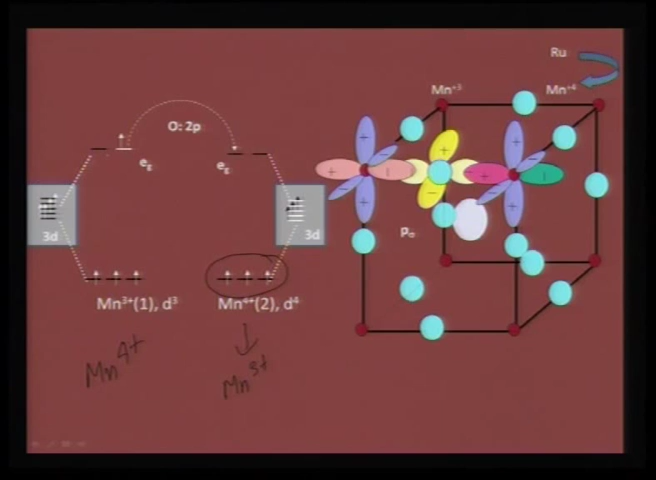 Ru
Mn+3
Mn+4
O: 2p
eg
eg
3d
3d
Pσ
Mn3+(1), d3
Mn4+(2), d4
Mn4+
↓
Mn3+